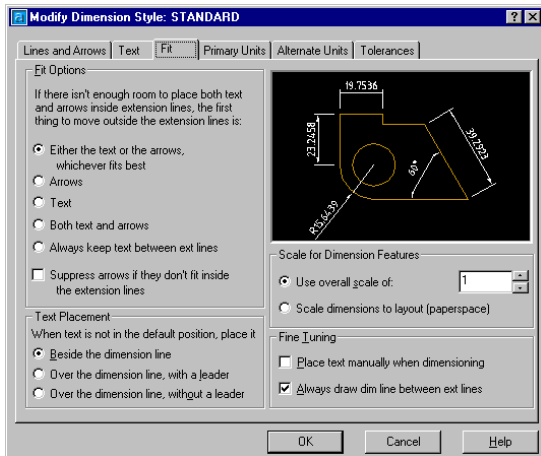 Modify Dimension Style: STANDARD
Lines and Arrows Text Fit Primary Units Alternate Units Tolerances
Fit Options
If there isn't enough room to place both text
and arrows inside extension lines, the first
thing to move outside the extension lines is:
Either the text or the arrows,
whichever fits best
Arrows
Text
Both text and arrows
Always keep text between ext lines
Suppress arrows if they don't fit inside
the extension lines
Text Placement
When text is not in the default position, place it
Beside the dimension line
Over the dimension line, with a leader
Over the dimension line, without a leader
19.7536
23.2458
39.2923
60°
R15.6439
Scale for Dimension Features
Use overall scale of: 1
Scale dimensions to layout (paperspace)
Fine Tuning
Place text manually when dimensioning
Always draw dim line between ext lines
OK Cancel Help